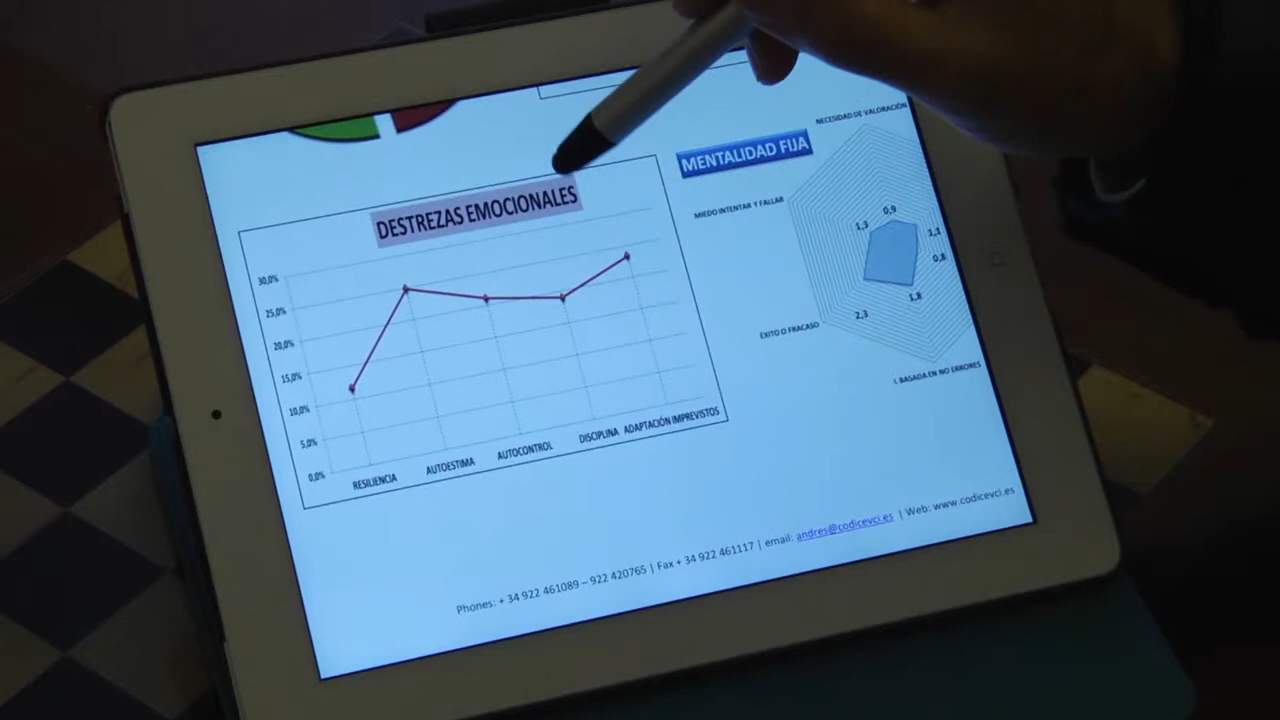 DESTREZAS EMOCIONALES
30,0%
25,0%
20,0%
15,0%
10,0%
5,0%
0,0%
RESILIENCIA
AUTOESTIMA
AUTOCONTROL
DISCIPLINA
ADAPTACIÓN IMPREVISTOS
MENTALIDAD FIJA
NECESIDAD DE VALORACIÓN
MIEDO INTENTAR Y FALLAR
ÉXITO O FRACASO
I. BASADA EN NO ERRORES
0,9
1,3
1,1
0,8
1,8
2,3
Phones: + 34 922 461089 – 922 420765 | Fax + 34 922 461117 | email: andres@codicevci.es | Web: www.codicevci.es